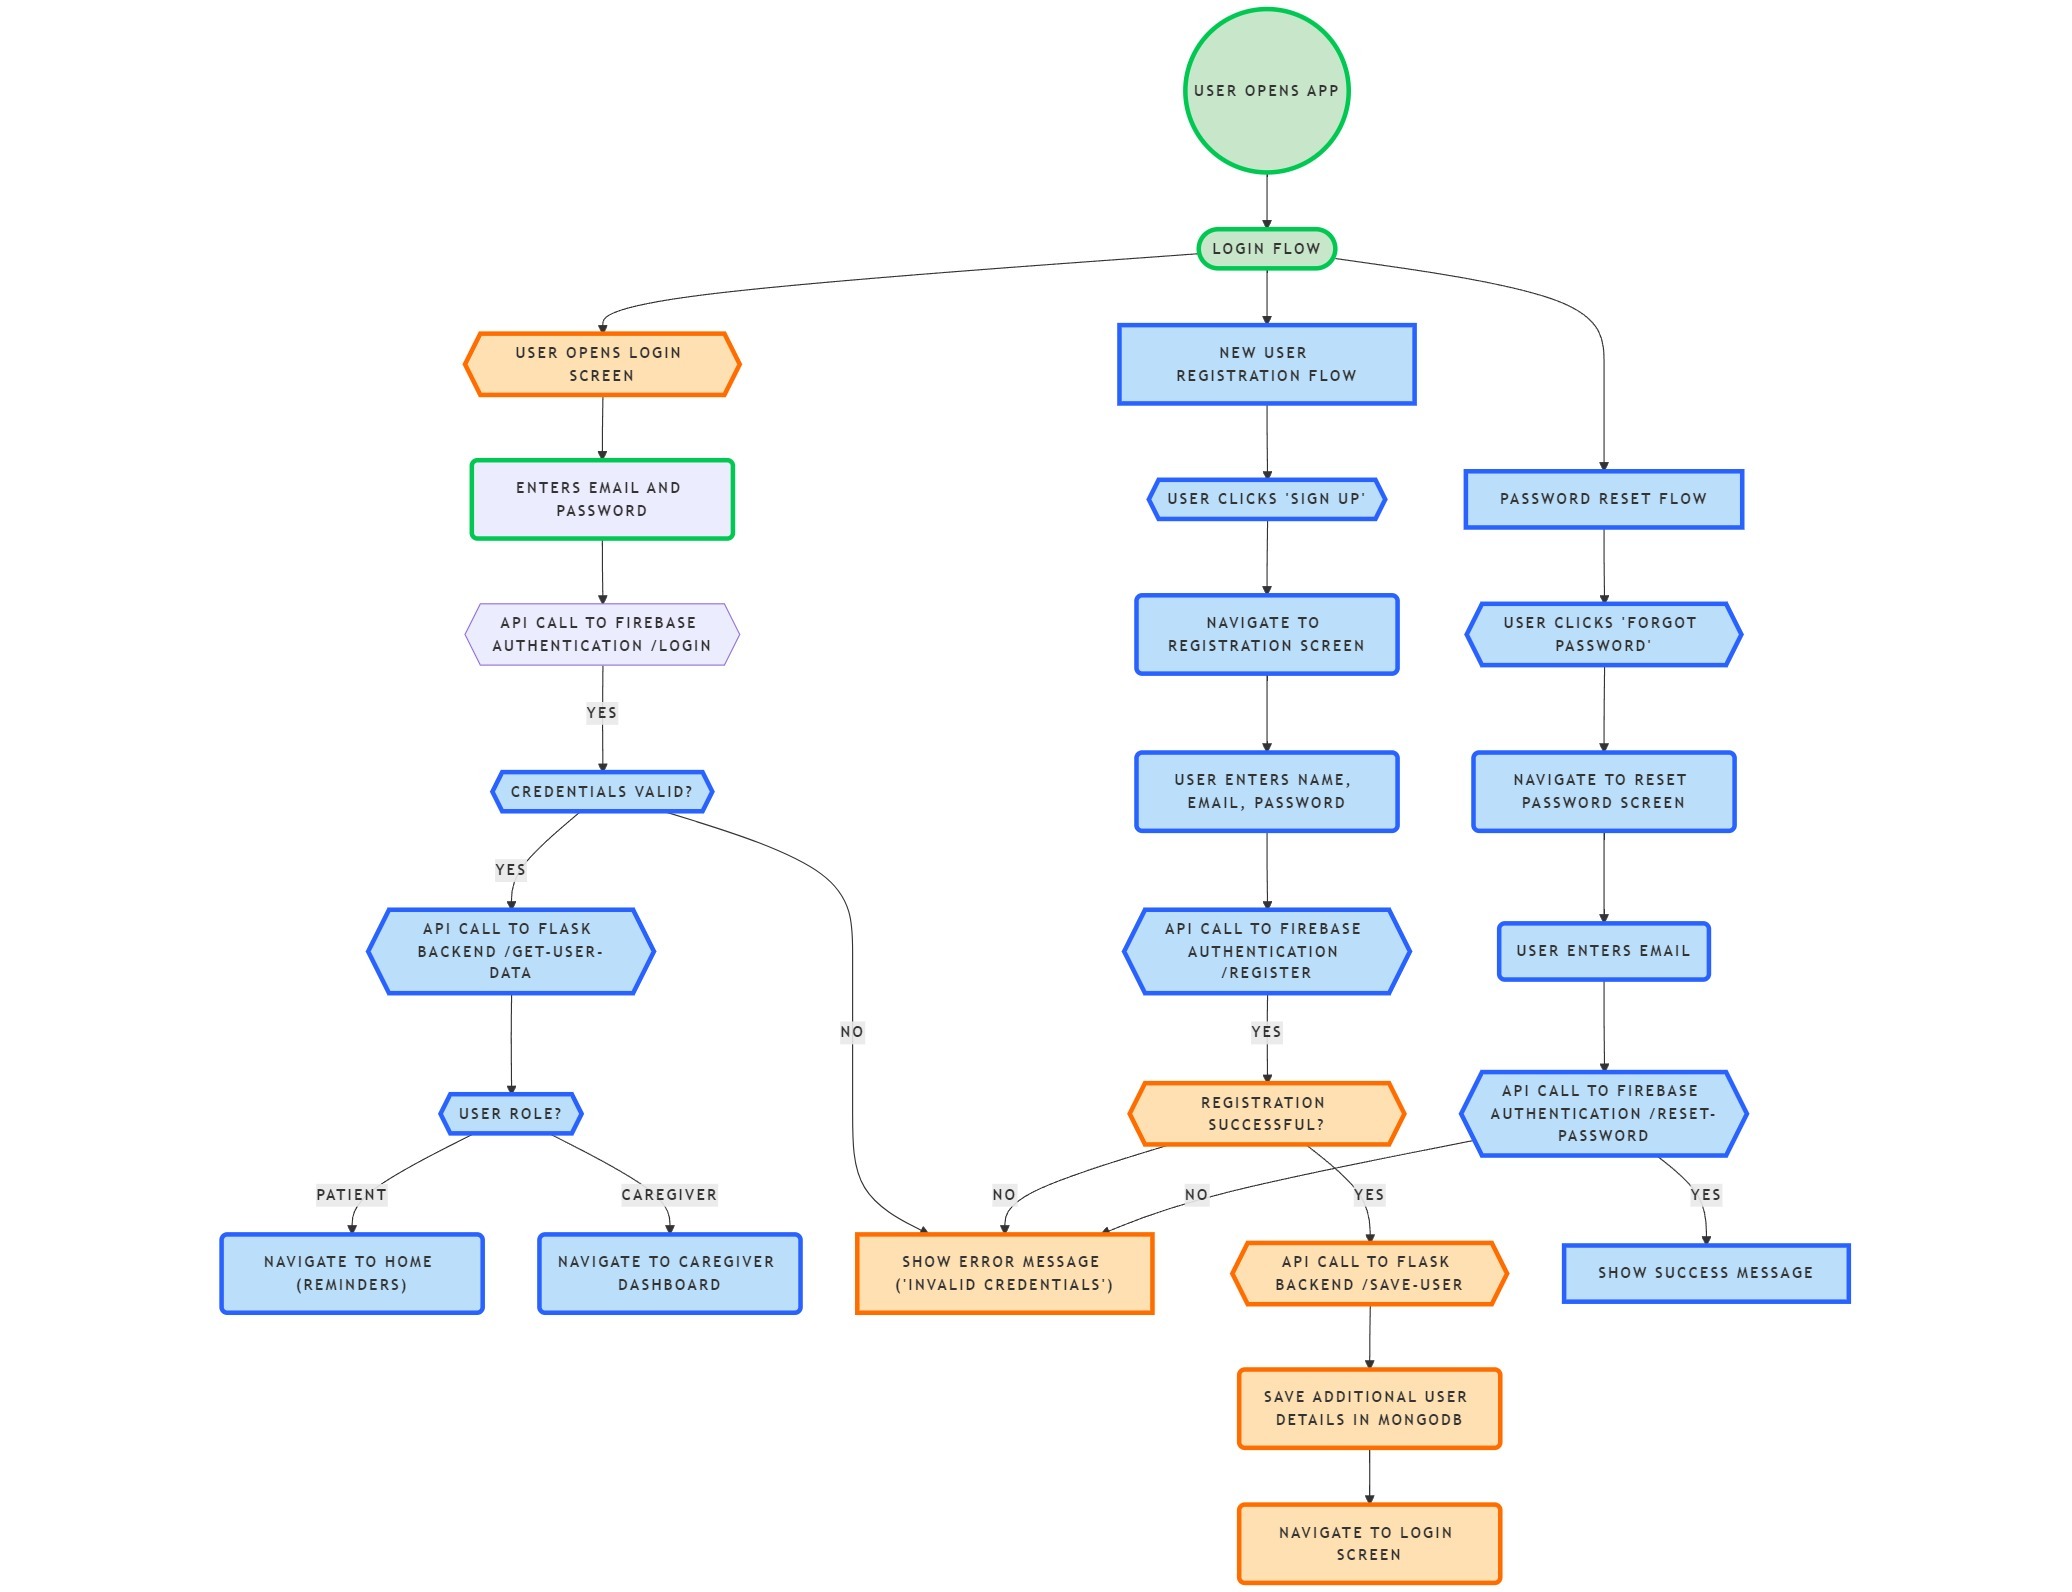 USER OPENS APP
LOGIN FLOW
USER OPENS LOGIN
SCREEN
ENTERS EMAIL AND
PASSWORD
API CALL TO FIREBASE
AUTHENTICATION /LOGIN
YES
CREDENTIALS VALID?
YES
NO
API CALL TO FLASK
BACKEND /GET-USER-
DATA
USER ROLE?
PATIENT
CAREGIVER
NAVIGATE TO HOME
(REMINDERS)
NAVIGATE TO CAREGIVER
DASHBOARD
NEW USER
REGISTRATION FLOW
USER CLICKS 'SIGN UP'
NAVIGATE TO
REGISTRATION SCREEN
USER ENTERS NAME,
EMAIL, PASSWORD
API CALL TO FIREBASE
AUTHENTICATION
/REGISTER
YES
REGISTRATION
SUCCESSFUL?
NO
YES
SHOW ERROR MESSAGE
('INVALID CREDENTIALS')
API CALL TO FLASK
BACKEND /SAVE-USER
SAVE ADDITIONAL USER
DETAILS IN MONGODB
NAVIGATE TO LOGIN
SCREEN
PASSWORD RESET FLOW
USER CLICKS 'FORGOT
PASSWORD'
NAVIGATE TO RESET
PASSWORD SCREEN
USER ENTERS EMAIL
API CALL TO FIREBASE
AUTHENTICATION /RESET-
PASSWORD
NO
YES
SHOW SUCCESS MESSAGE